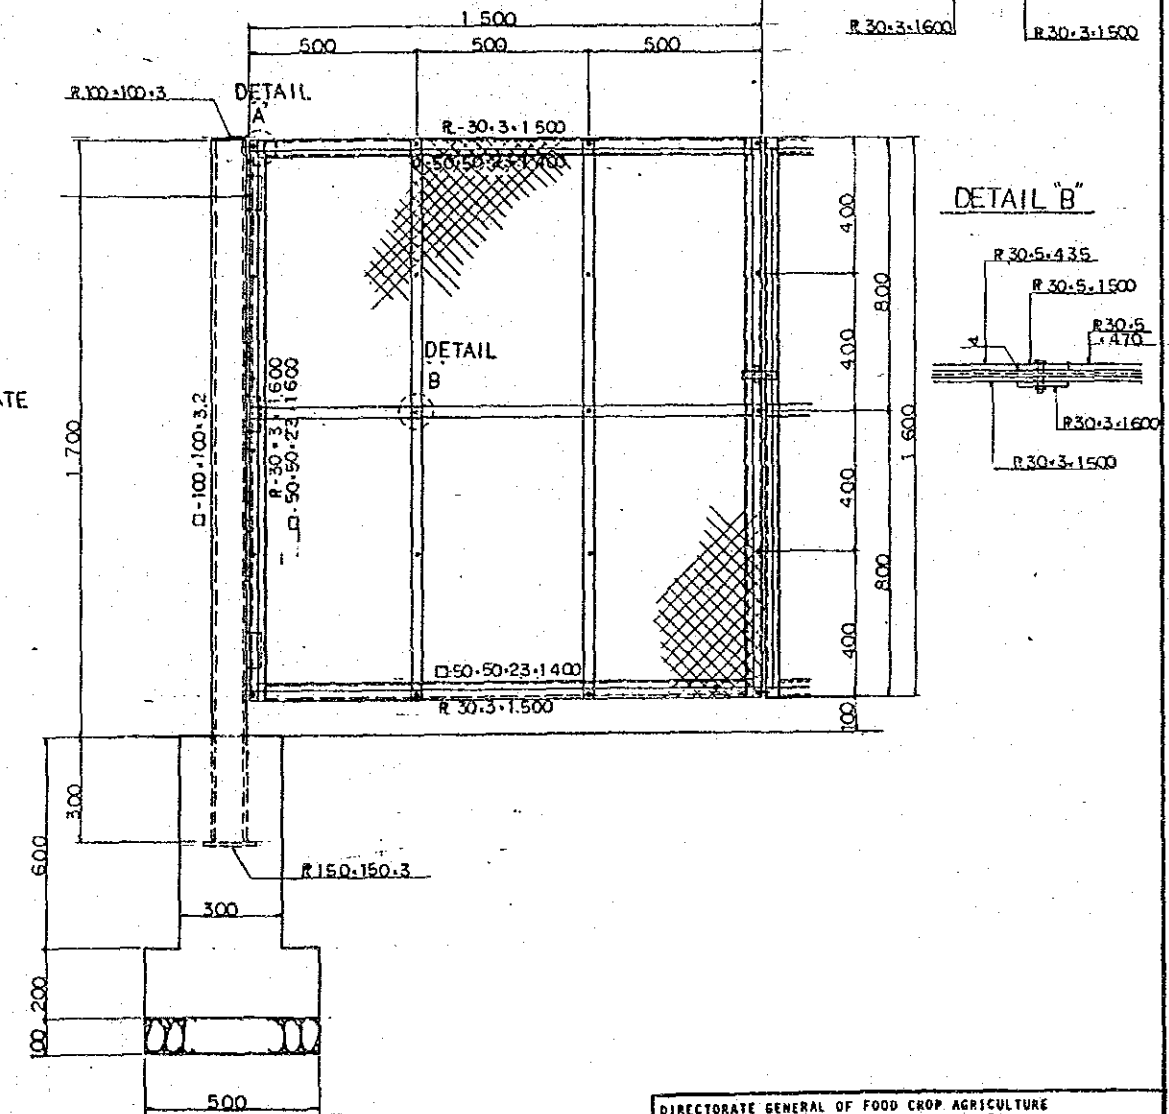 1 500
500 500 500
R 30×3×1600
R 30×3×1500
R 100×100×3
DETAIL
A
R-30×3×1500
DETAIL "B"
R 30×5×435
R 30×5×1500
R 30×5
×470
R 30×3×1600
R 30×3×1500
400
400
400
400
800
800
1 600
100
DETAIL
B
ATE
1 700
□-100×100×3.2
R-30×3×1600
□-50×50×23×1600
□-50×50×23×1400
R 30×3×1.500
300
600
R 150×150×3
300
200
100
500
DIRECTORATE GENERAL OF FOOD CROP AGRICULTURE